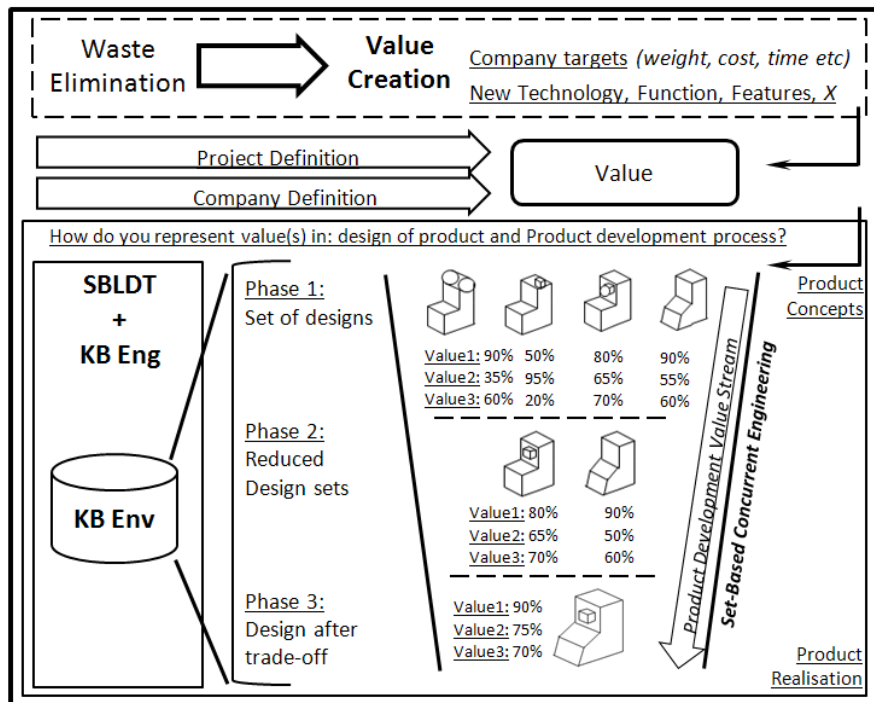 Waste
Elimination
Value
Creation
Company targets (weight, cost, time etc)
New Technology, Function, Features, X
Project Definition
Company Definition
Value
How do you represent value(s) in: design of product and Product development process?
SBLDT
+
KB Eng
KB Env
Phase 1:
Set of designs
Value1: 90% 50% 80% 90%
Value2: 35% 95% 65% 55%
Value3: 60% 20% 70% 60%
Phase 2:
Reduced
Design sets
Value1: 80% 90%
Value2: 65% 50%
Value3: 70% 60%
Phase 3:
Design after
trade-off
Value1: 90%
Value2: 75%
Value3: 70%
Product
Concepts
Product Development Value Stream
Set-Based Concurrent Engineering
Product
Realisation